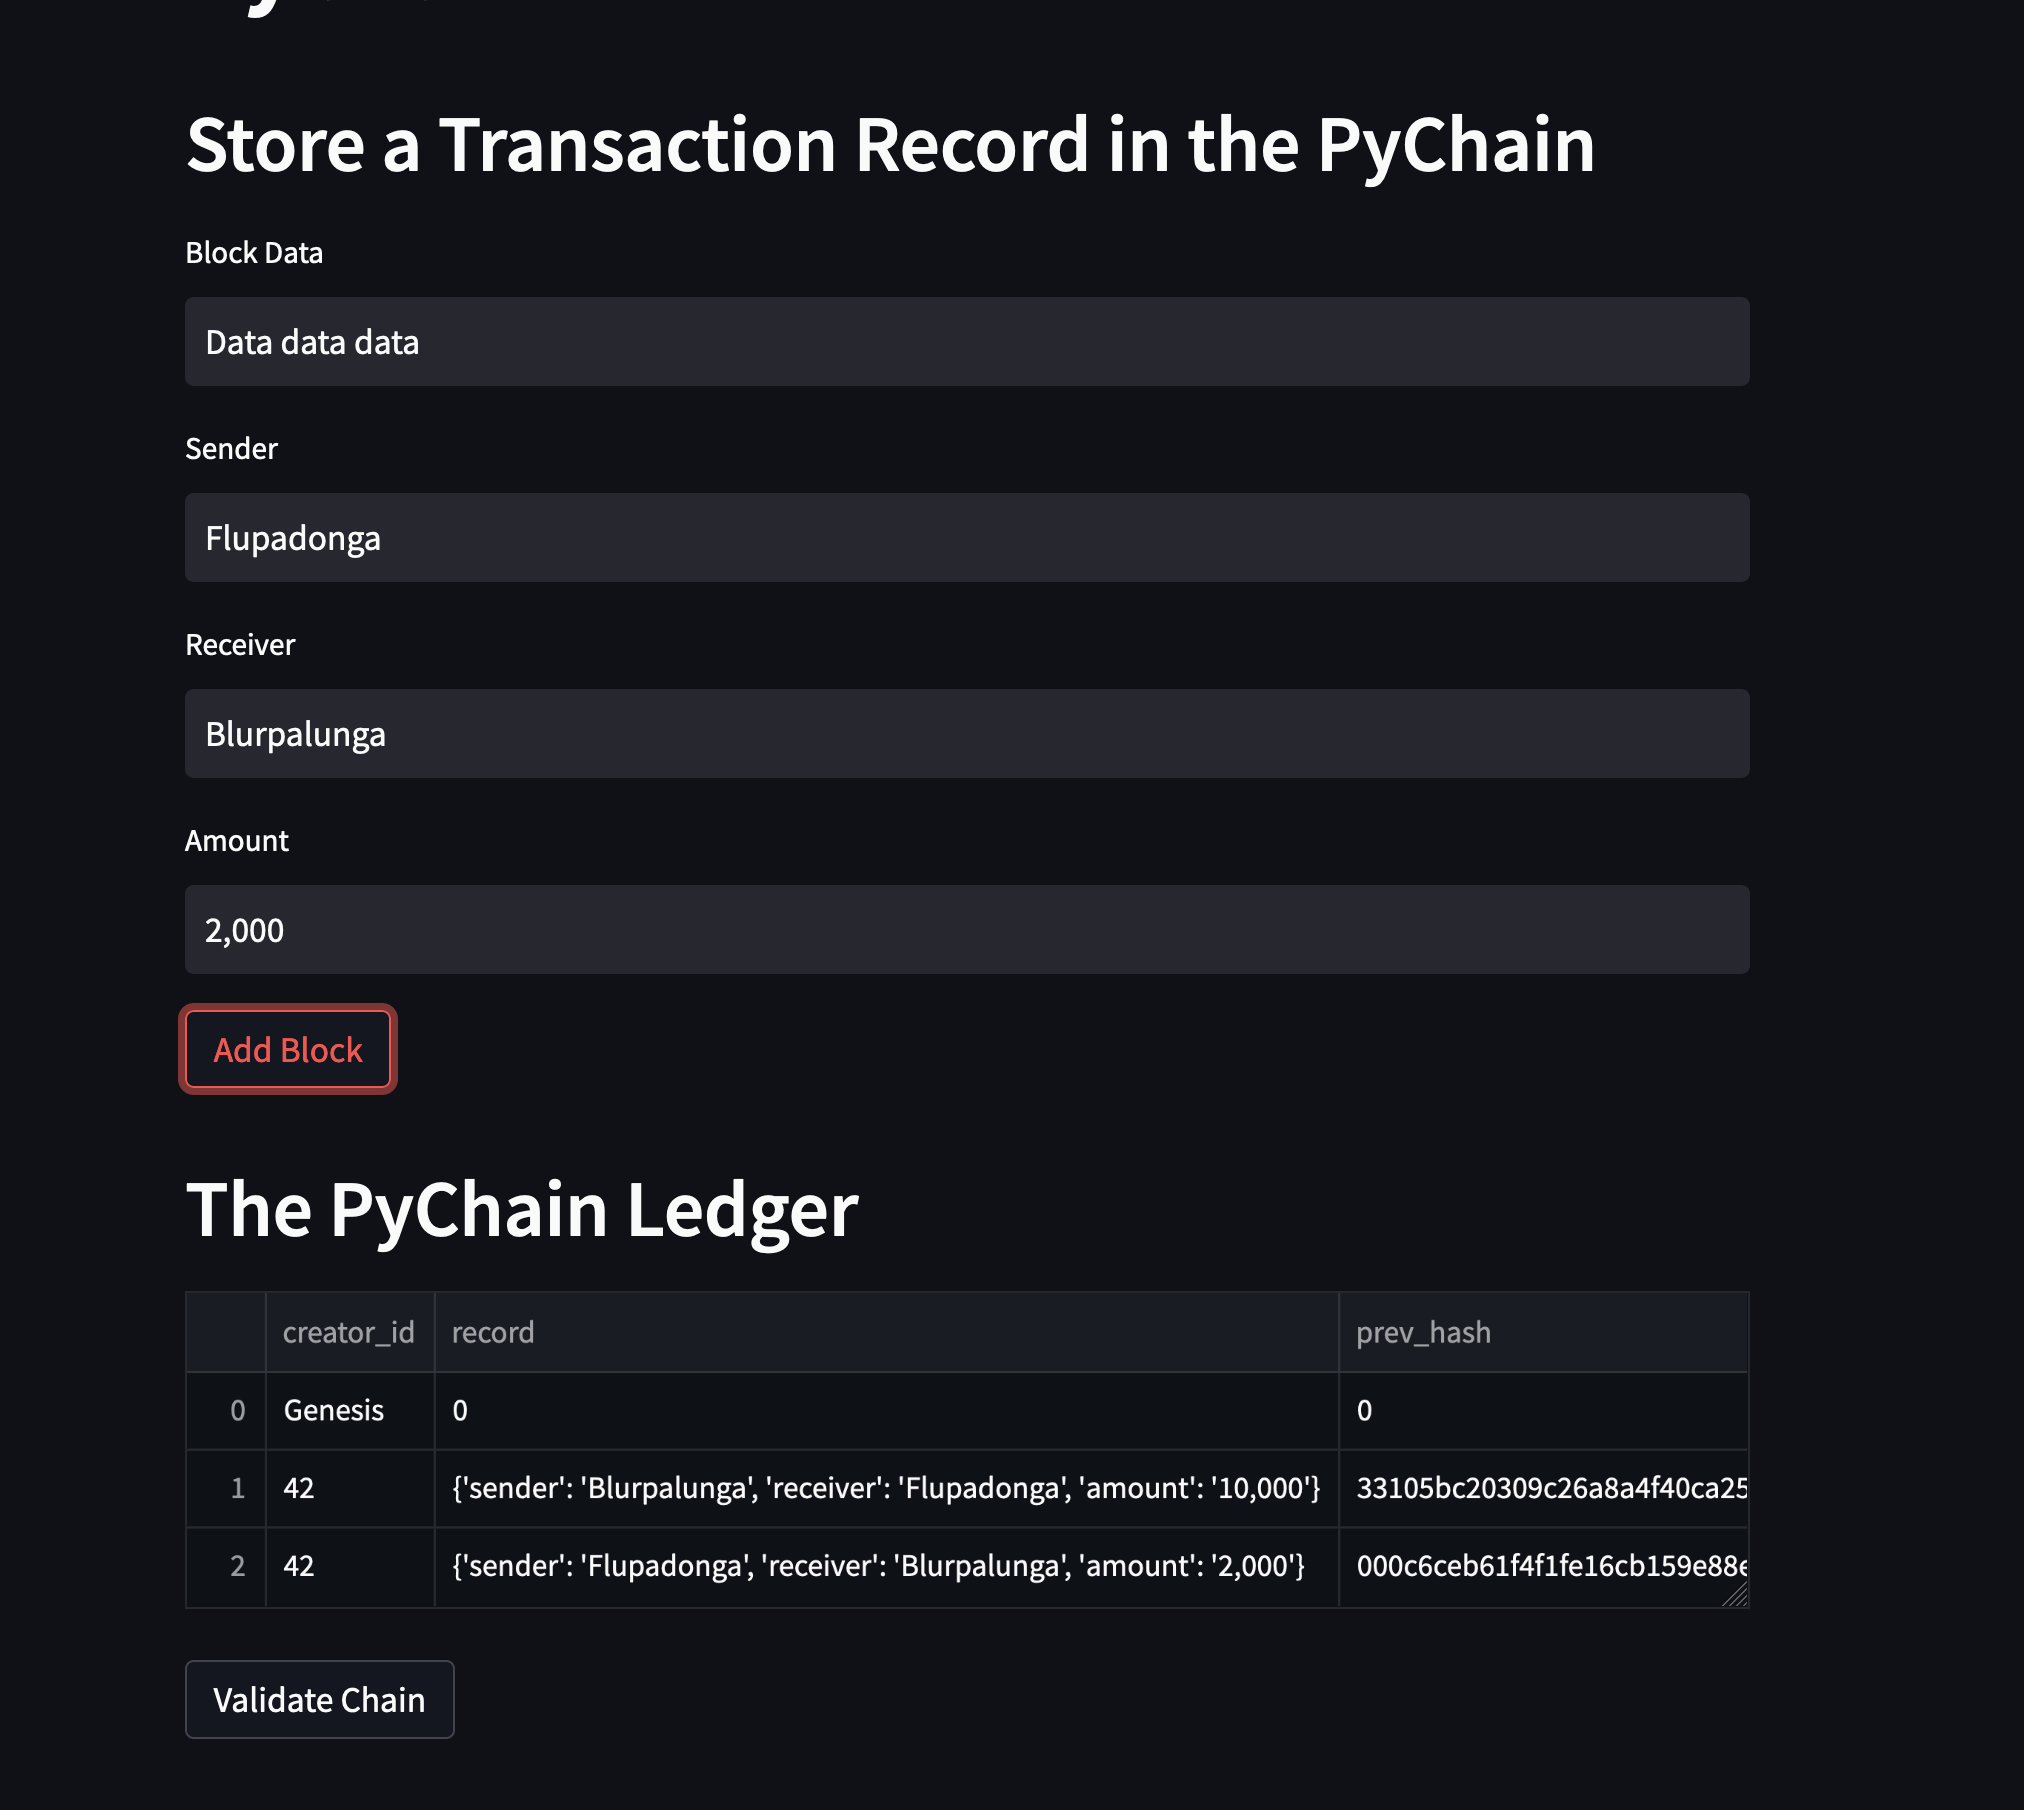 Store a Transaction Record in the PyChain
Block Data
Data data data
Sender
Flupadonga
Receiver
Blurpalunga
Amount
2,000
Add Block
The PyChain Ledger
creator_id record prev_hash
0 Genesis 0 0
1 42 {'sender': 'Blurpalunga', 'receiver': 'Flupadonga', 'amount': '10,000'} 33105bc20309c26a8a4f40ca25
2 42 {'sender': 'Flupadonga', 'receiver': 'Blurpalunga', 'amount': '2,000'} 000c6ceb61f4f1fe16cb159e88e
Validate Chain